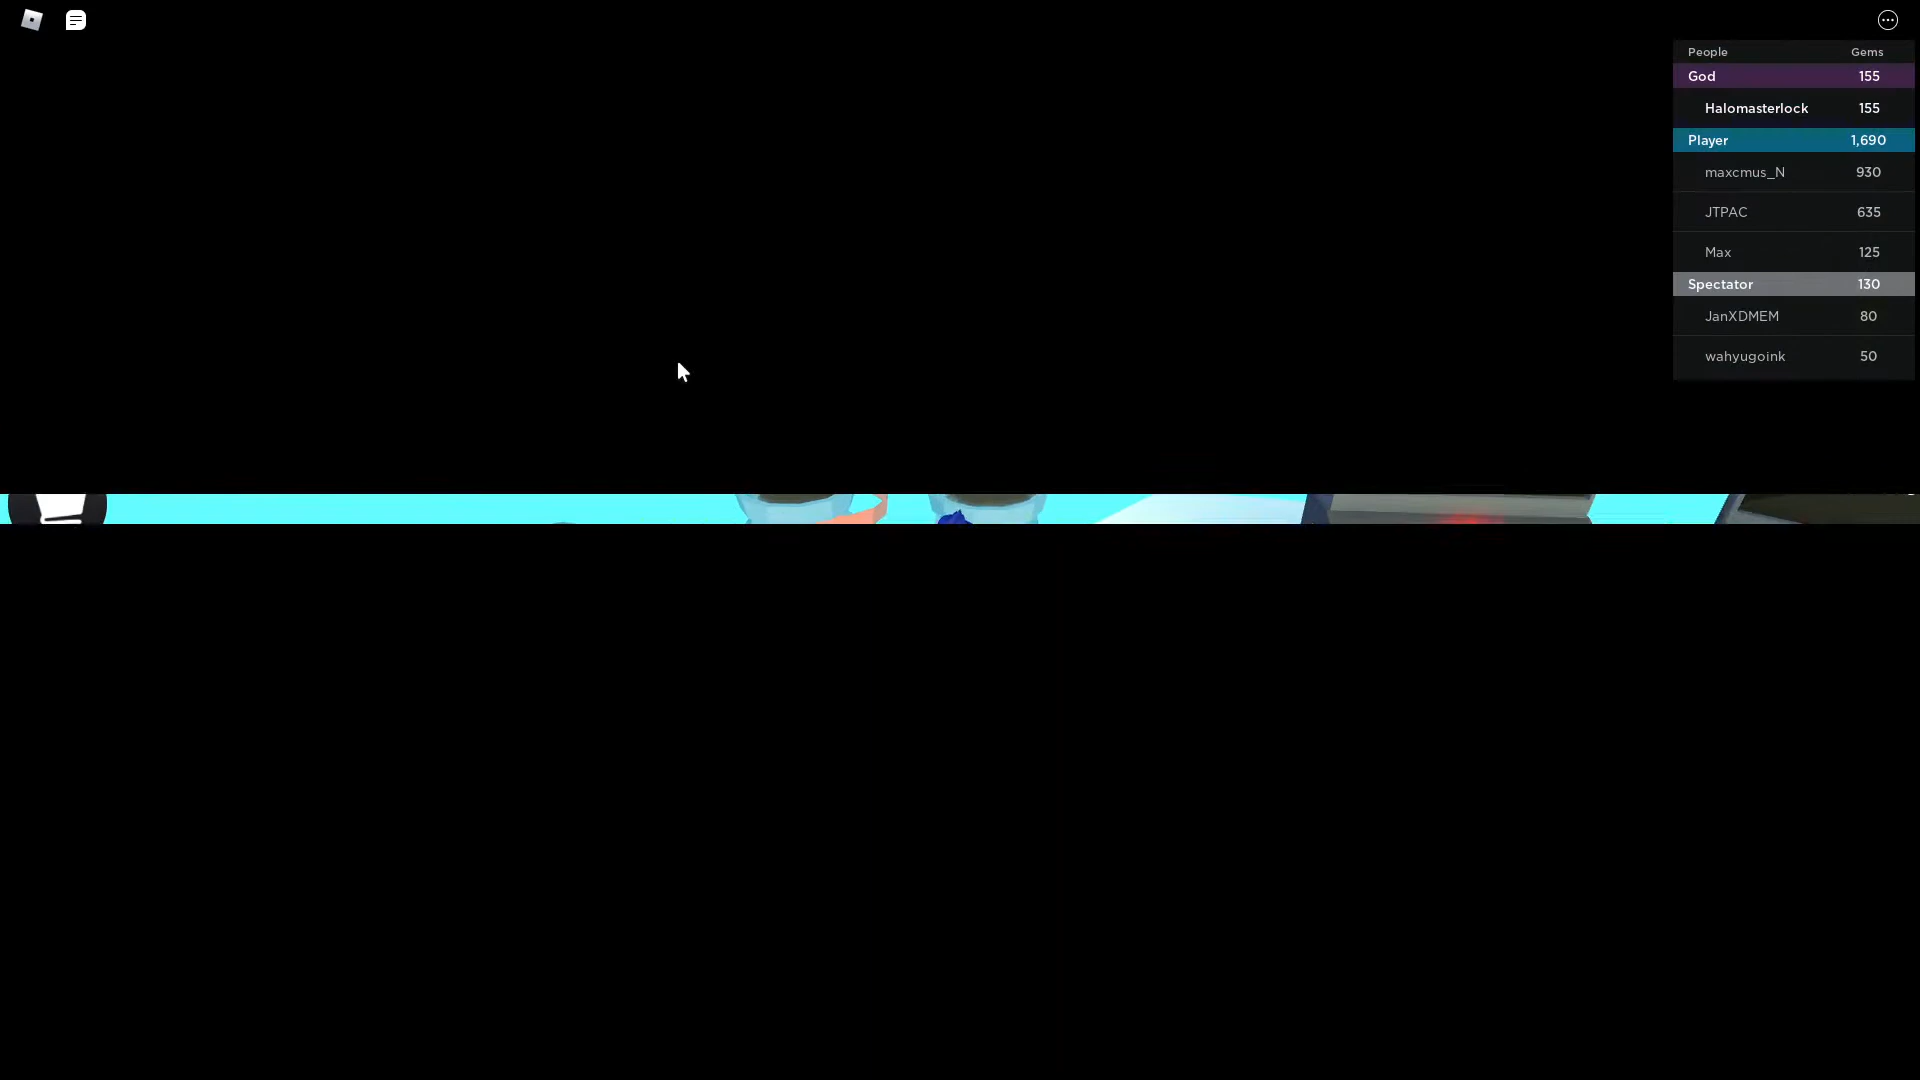 People Gems
God 155
Halomasterlock 155
Player 1,690
maxcmus_N 930
JTPAC 635
Max 125
Spectator 130
JanXDMEM 80
wahyugoink 50